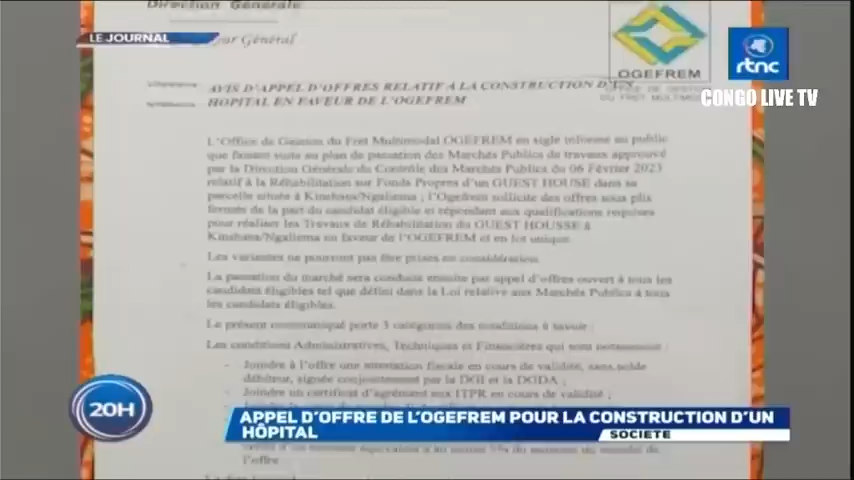 Direction Générale
LE JOURNAL
Général
OGEFREM
rtnc
CONGO LIVE TV
AVIS D'APPEL D'OFFRES RELATIF A LA CONSTRUCTION D'UN
HOPITAL EN FAVEUR DE L'OGEFREM
L'Office de Gestion du Fret Multimodal OGEFREM en sigle informe au public
que faisant suite au plan de passation des Marchés Publics de travaux approuvé
par la Direction Générale du Contrôle des Marchés Publics du 06 Février 2023
relatif à la Réhabilitation sur Fonds Propres d'un GUEST HOUSE dans sa
parcelle située à Kinshasa/Ngaliema ; l'Ogefrem sollicite des offres sous plis
fermés de la part du candidat éligible et répondant aux qualifications requises
pour réaliser les Travaux de Réhabilitation du GUEST HOUSSE à
Kinshasa/Ngaliema en faveur de l'OGEFREM et en lot unique.
Les variantes ne pourront pas être prises en considération.
La passation du marché sera conduite ensuite par appel d'offres ouvert à tous les
candidats éligibles tel que défini dans la Loi relative aux Marchés Publics à tous
les candidats éligibles.
Le présent communiqué porte 3 catégories des conditions à savoir :
Les conditions Administratives, Techniques et Financières qui sont notamment :
- Joindre à l'offre une attestation fiscale en cours de validité, sans solde
débiteur, signée conjointement par la DGI et la DGDA ;
- Joindre un certificat d'agrément aux ITPR en cours de validité ;
20H
APPEL D'OFFRE DE L'OGEFREM POUR LA CONSTRUCTION D'UN
HÔPITAL
SOCIETE
l'offre.